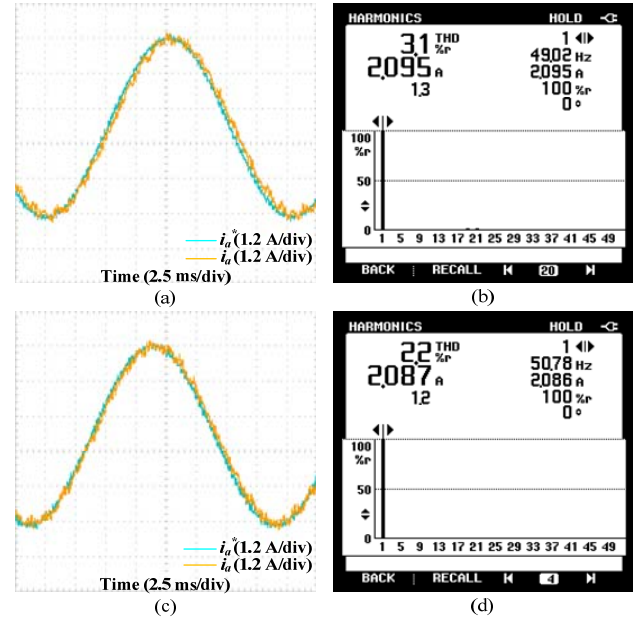 i_a^* (1.2 A/div)
i_a (1.2 A/div)
Time (2.5 ms/div)
(a)
HARMONICS HOLD
3.1 THD %r
2.095 A
1.3
1
49.02 Hz
2.095 A
100 %r
0 °
100
%r
50
0
1 5 9 13 17 21 25 29 33 37 41 45 49
BACK RECALL 20
(b)
i_a^* (1.2 A/div)
i_a (1.2 A/div)
Time (2.5 ms/div)
(c)
HARMONICS HOLD
2.2 THD %r
2.087 A
1.2
1
50.78 Hz
2.086 A
100 %r
0 °
100
%r
50
0
1 5 9 13 17 21 25 29 33 37 41 45 49
BACK RECALL 4
(d)